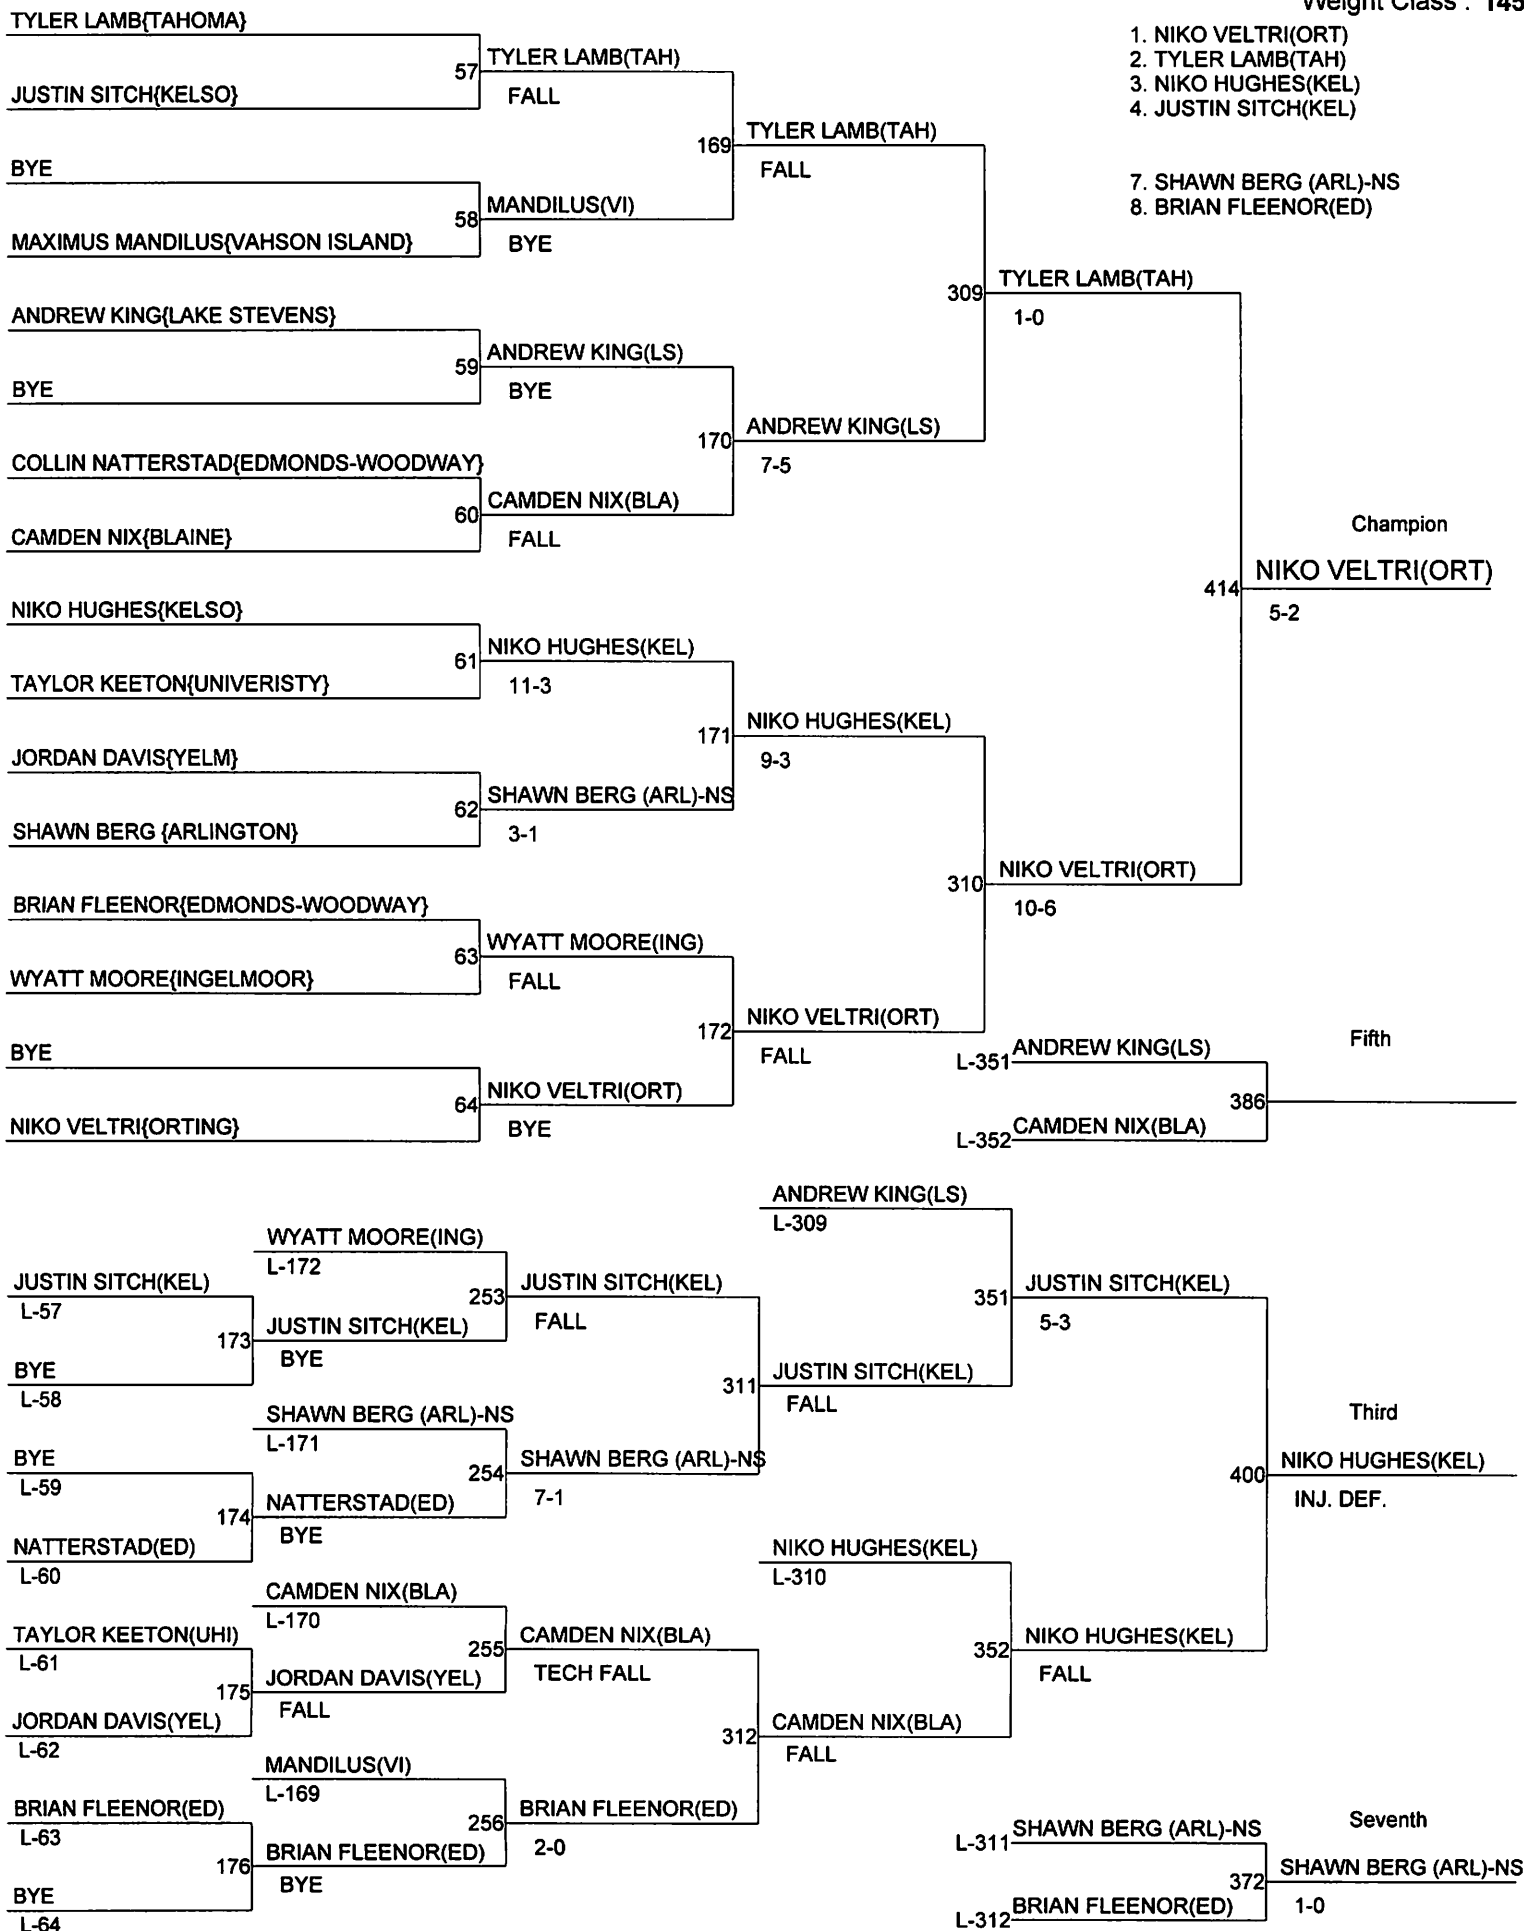 Weight Class : 145
1. NIKO VELTRI(ORT)
2. TYLER LAMB(TAH)
3. NIKO HUGHES(KEL)
4. JUSTIN SITCH(KEL)
7. SHAWN BERG (ARL)-NS
8. BRIAN FLEENOR(ED)
TYLER LAMB{TAHOMA}
57
TYLER LAMB(TAH)
FALL
JUSTIN SITCH{KELSO}
169
TYLER LAMB(TAH)
FALL
BYE
58
MANDILUS(VI)
BYE
MAXIMUS MANDILUS{VAHSON ISLAND}
309
TYLER LAMB(TAH)
1-0
ANDREW KING{LAKE STEVENS}
59
ANDREW KING(LS)
BYE
BYE
170
ANDREW KING(LS)
7-5
COLLIN NATTERSTAD{EDMONDS-WOODWAY}
60
CAMDEN NIX(BLA)
FALL
CAMDEN NIX{BLAINE}
Champion
414
NIKO VELTRI(ORT)
5-2
NIKO HUGHES{KELSO}
61
NIKO HUGHES(KEL)
11-3
TAYLOR KEETON{UNIVERISTY}
171
NIKO HUGHES(KEL)
9-3
JORDAN DAVIS{YELM}
62
SHAWN BERG (ARL)-NS
3-1
SHAWN BERG {ARLINGTON}
310
NIKO VELTRI(ORT)
10-6
BRIAN FLEENOR{EDMONDS-WOODWAY}
63
WYATT MOORE(ING)
FALL
WYATT MOORE{INGELMOOR}
172
NIKO VELTRI(ORT)
FALL
BYE
64
NIKO VELTRI(ORT)
BYE
NIKO VELTRI{ORTING}
Fifth
L-351
ANDREW KING(LS)
386
L-352
CAMDEN NIX(BLA)
ANDREW KING(LS)
L-309
WYATT MOORE(ING)
L-172
JUSTIN SITCH(KEL)
L-57
253
JUSTIN SITCH(KEL)
FALL
351
JUSTIN SITCH(KEL)
5-3
173
JUSTIN SITCH(KEL)
BYE
BYE
L-58
311
JUSTIN SITCH(KEL)
FALL
SHAWN BERG (ARL)-NS
L-171
BYE
L-59
254
SHAWN BERG (ARL)-NS
7-1
174
NATTERSTAD(ED)
BYE
NATTERSTAD(ED)
L-60
Third
400
NIKO HUGHES(KEL)
INJ. DEF.
NIKO HUGHES(KEL)
L-310
CAMDEN NIX(BLA)
L-170
TAYLOR KEETON(UHI)
L-61
255
CAMDEN NIX(BLA)
TECH FALL
352
NIKO HUGHES(KEL)
FALL
175
JORDAN DAVIS(YEL)
FALL
JORDAN DAVIS(YEL)
L-62
312
CAMDEN NIX(BLA)
FALL
MANDILUS(VI)
L-169
BRIAN FLEENOR(ED)
L-63
256
BRIAN FLEENOR(ED)
2-0
176
BRIAN FLEENOR(ED)
BYE
BYE
L-64
Seventh
L-311
SHAWN BERG (ARL)-NS
372
SHAWN BERG (ARL)-NS
1-0
L-312
BRIAN FLEENOR(ED)